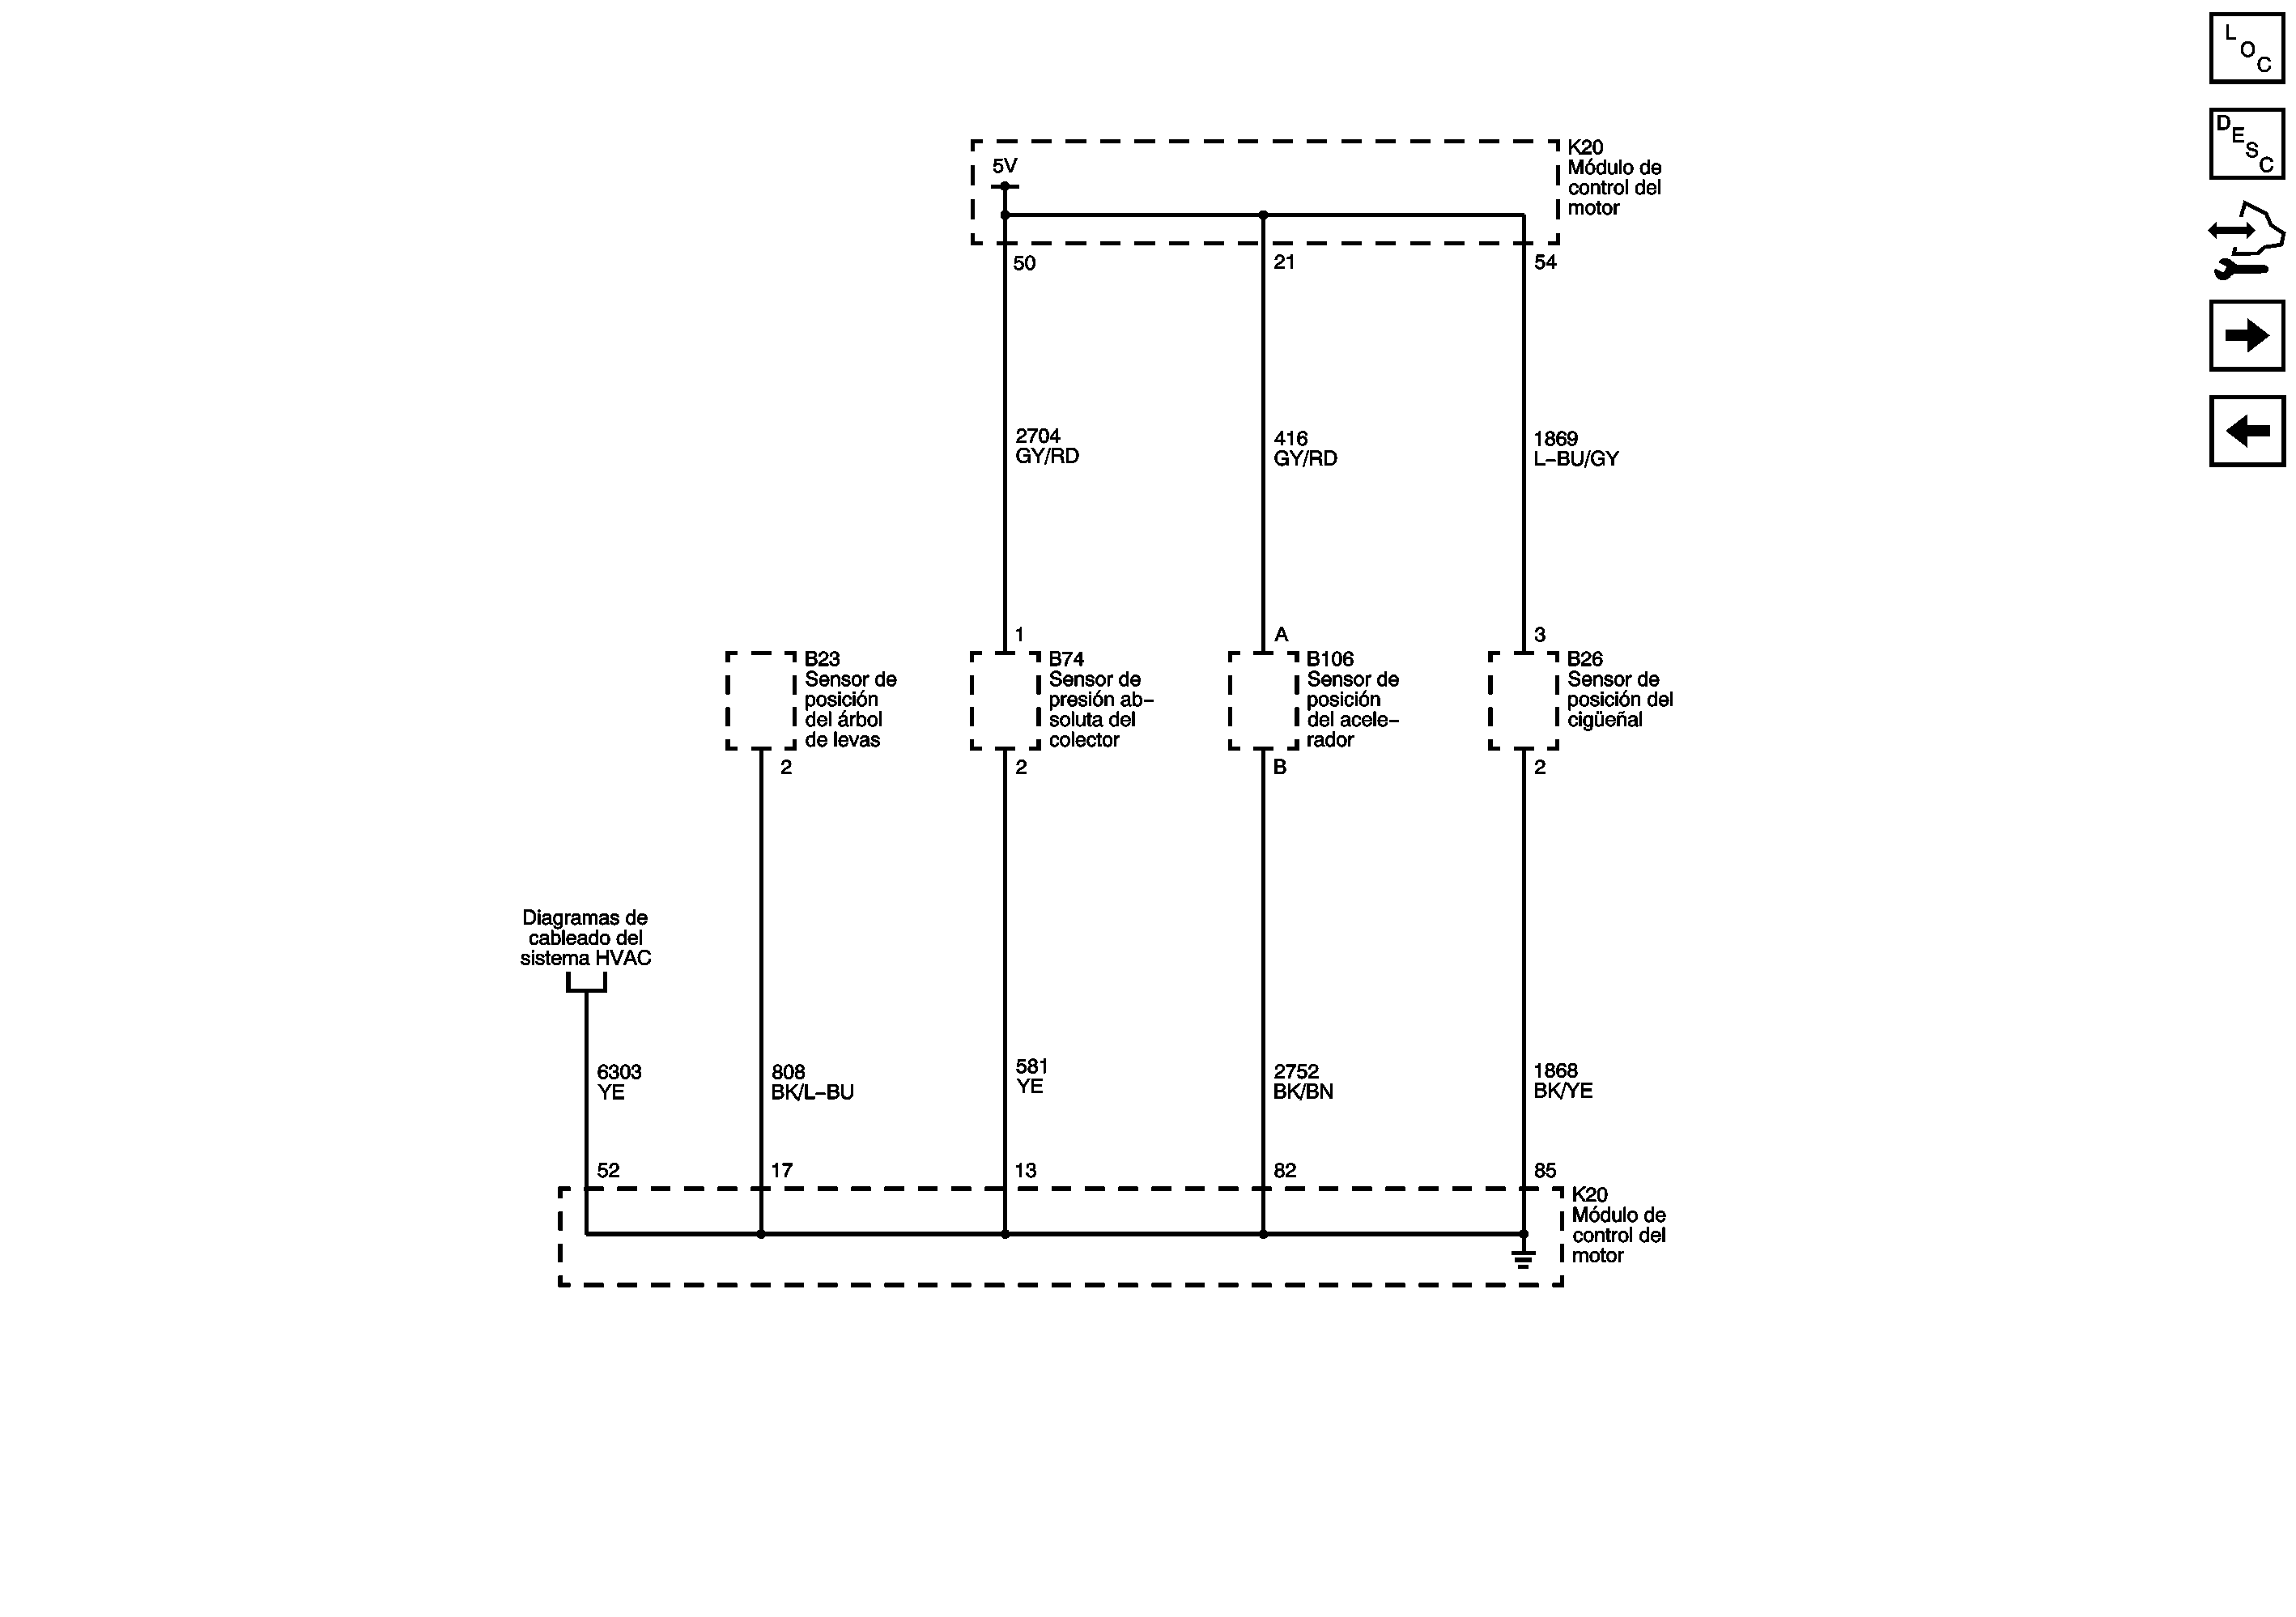 L
O
C
D
E
S
C
5V
K20
Módulo de
control del
motor
50
21
54
2704
GY/RD
416
GY/RD
1869
L-BU/GY
1
A
3
B23
Sensor de
posición
del árbol
de levas
B74
Sensor de
presión ab-
soluta del
colector
B106
Sensor de
posición
del acele-
rador
B26
Sensor de
posición del
cigüeñal
2
2
B
2
Diagramas de
cableado del
sistema HVAC
6303
YE
808
BK/L-BU
581
YE
2752
BK/BN
1868
BK/YE
52
17
13
82
85
K20
Módulo de
control del
motor